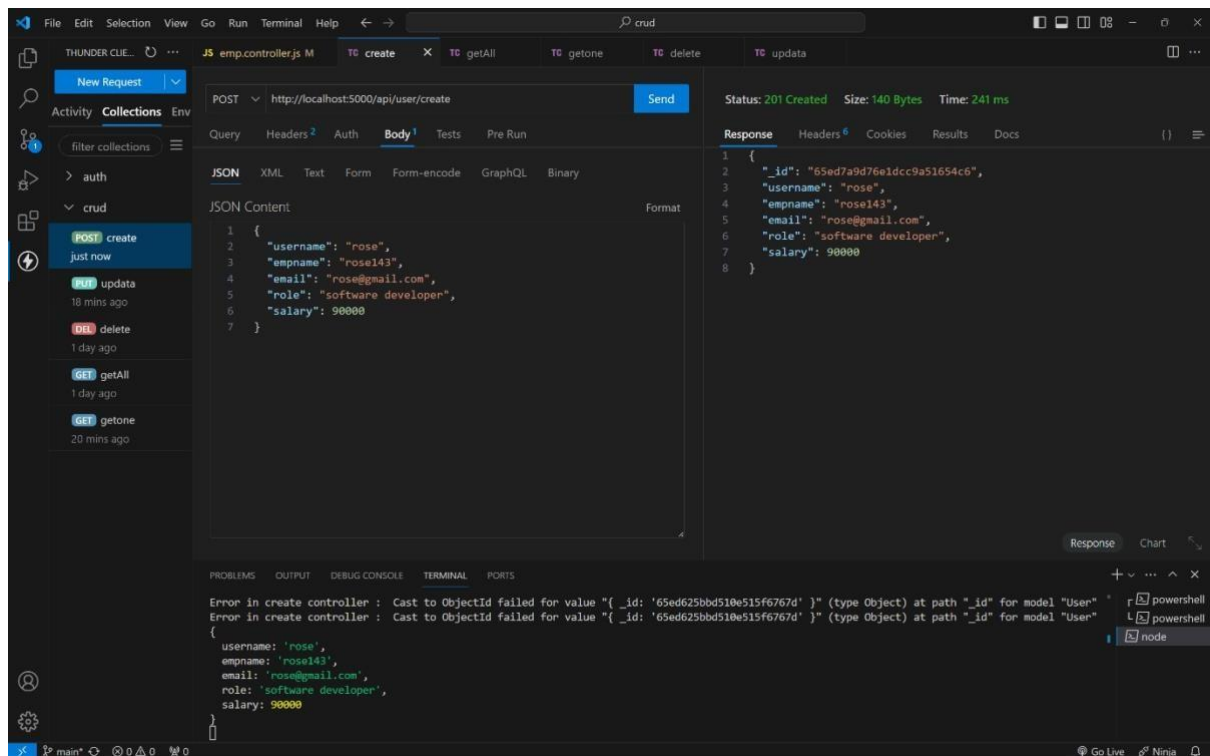 File Edit Selection View Go Run Terminal Help ← → crud
THUNDER CLIE... ...
JS emp.controller.js M TC create × TC getAll TC getone TC delete TC updata ...
New Request
Activity Collections Env
filter collections
> auth
crud
POST create
just now
PUT updata
18 mins ago
DEL delete
1 day ago
GET getAll
1 day ago
GET getone
20 mins ago
POST http://localhost:5000/api/user/create Send
Query Headers 2 Auth Body 1 Tests Pre Run
JSON XML Text Form Form-encode GraphQL Binary
JSON Content Format
1 {
2 "username": "rose",
3 "empname": "rose143",
4 "email": "rose@gmail.com",
5 "role": "software developer",
6 "salary": 90000
7 }
Status: 201 Created Size: 140 Bytes Time: 241 ms
Response Headers 6 Cookies Results Docs {}
1 {
2 "_id": "65ed7a9d76e1dcc9a51654c6",
3 "username": "rose",
4 "empname": "rose143",
5 "email": "rose@gmail.com",
6 "role": "software developer",
7 "salary": 90000
8 }
Response Chart
PROBLEMS OUTPUT DEBUG CONSOLE TERMINAL PORTS + ... ×
Error in create controller : Cast to ObjectId failed for value "{ _id: '65ed625bbd510e515f6767d' }" (type Object) at path "_id" for model "User"
Error in create controller : Cast to ObjectId failed for value "{ _id: '65ed625bbd510e515f6767d' }" (type Object) at path "_id" for model "User"
{
username: 'rose',
empname: 'rose143',
email: 'rose@gmail.com',
role: 'software developer',
salary: 90000
}
powershell
powershell
node
1
main* 0 0 0 Go Live Ninja